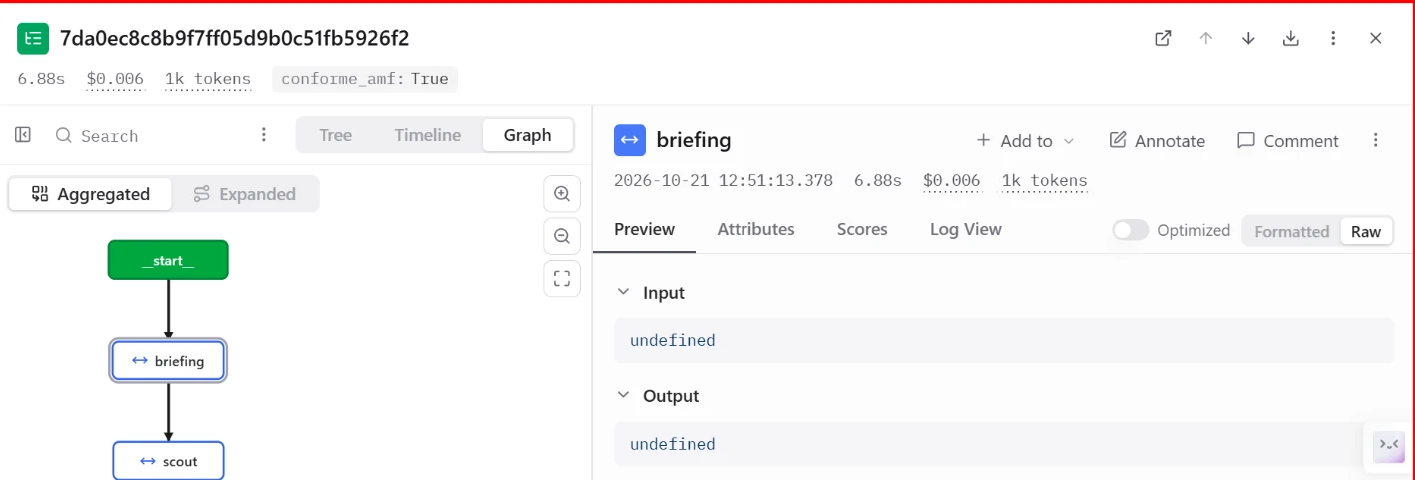 7da0ec8c8b9f7ff05d9b0c51fb5926f2
6.88s $0.006 1k tokens conforme_amf: True
Search Tree Timeline Graph
Aggregated Expanded
__start__
briefing
scout
briefing Add to Annotate Comment
2026-10-21 12:51:13.378 6.88s $0.006 1k tokens
Preview Attributes Scores Log View Optimized Formatted Raw
Input
undefined
Output
undefined